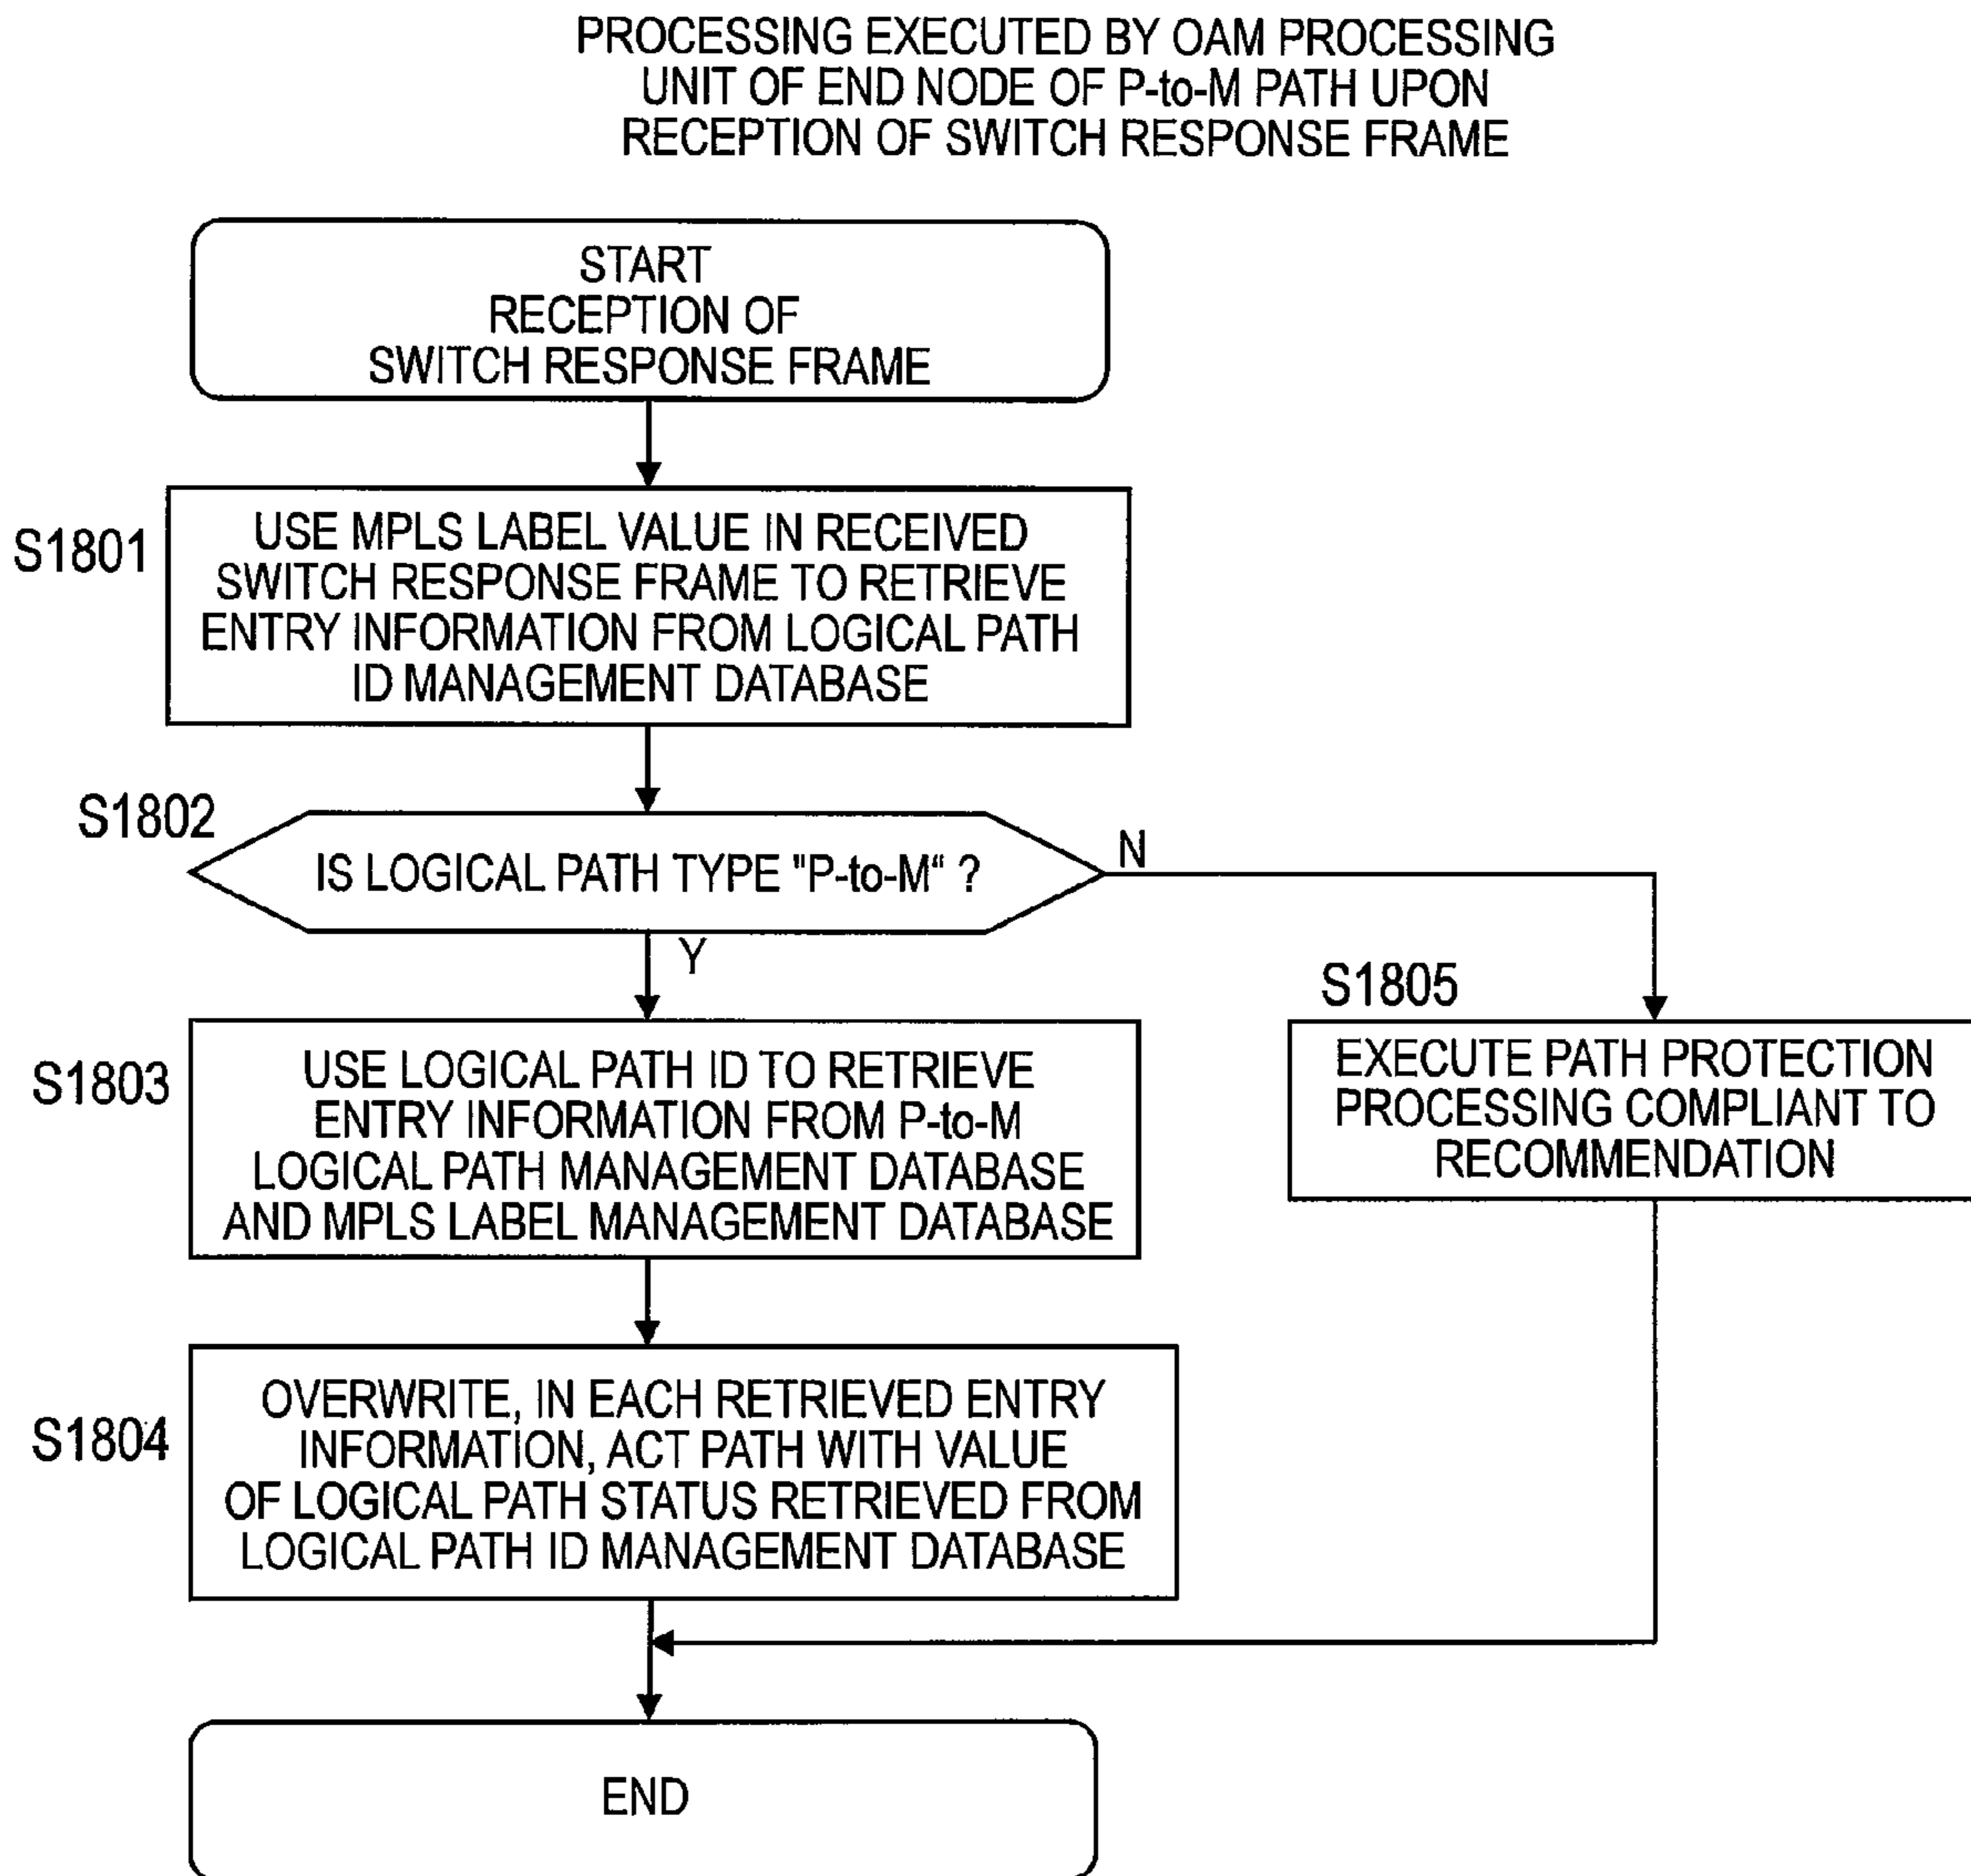 PROCESSING EXECUTED BY OAM PROCESSING
UNIT OF END NODE OF P-to-M PATH UPON
RECEPTION OF SWITCH RESPONSE FRAME
START
RECEPTION OF
SWITCH RESPONSE FRAME
S1801
USE MPLS LABEL VALUE IN RECEIVED
SWITCH RESPONSE FRAME TO RETRIEVE
ENTRY INFORMATION FROM LOGICAL PATH
ID MANAGEMENT DATABASE
S1802
IS LOGICAL PATH TYPE "P-to-M“ ?
N
Y
S1803
USE LOGICAL PATH ID TO RETRIEVE
ENTRY INFORMATION FROM P-to-M
LOGICAL PATH MANAGEMENT DATABASE
AND MPLS LABEL MANAGEMENT DATABASE
S1805
EXECUTE PATH PROTECTION
PROCESSING COMPLIANT TO
RECOMMENDATION
S1804
OVERWRITE, IN EACH RETRIEVED ENTRY
INFORMATION, ACT PATH WITH VALUE
OF LOGICAL PATH STATUS RETRIEVED FROM
LOGICAL PATH ID MANAGEMENT DATABASE
END